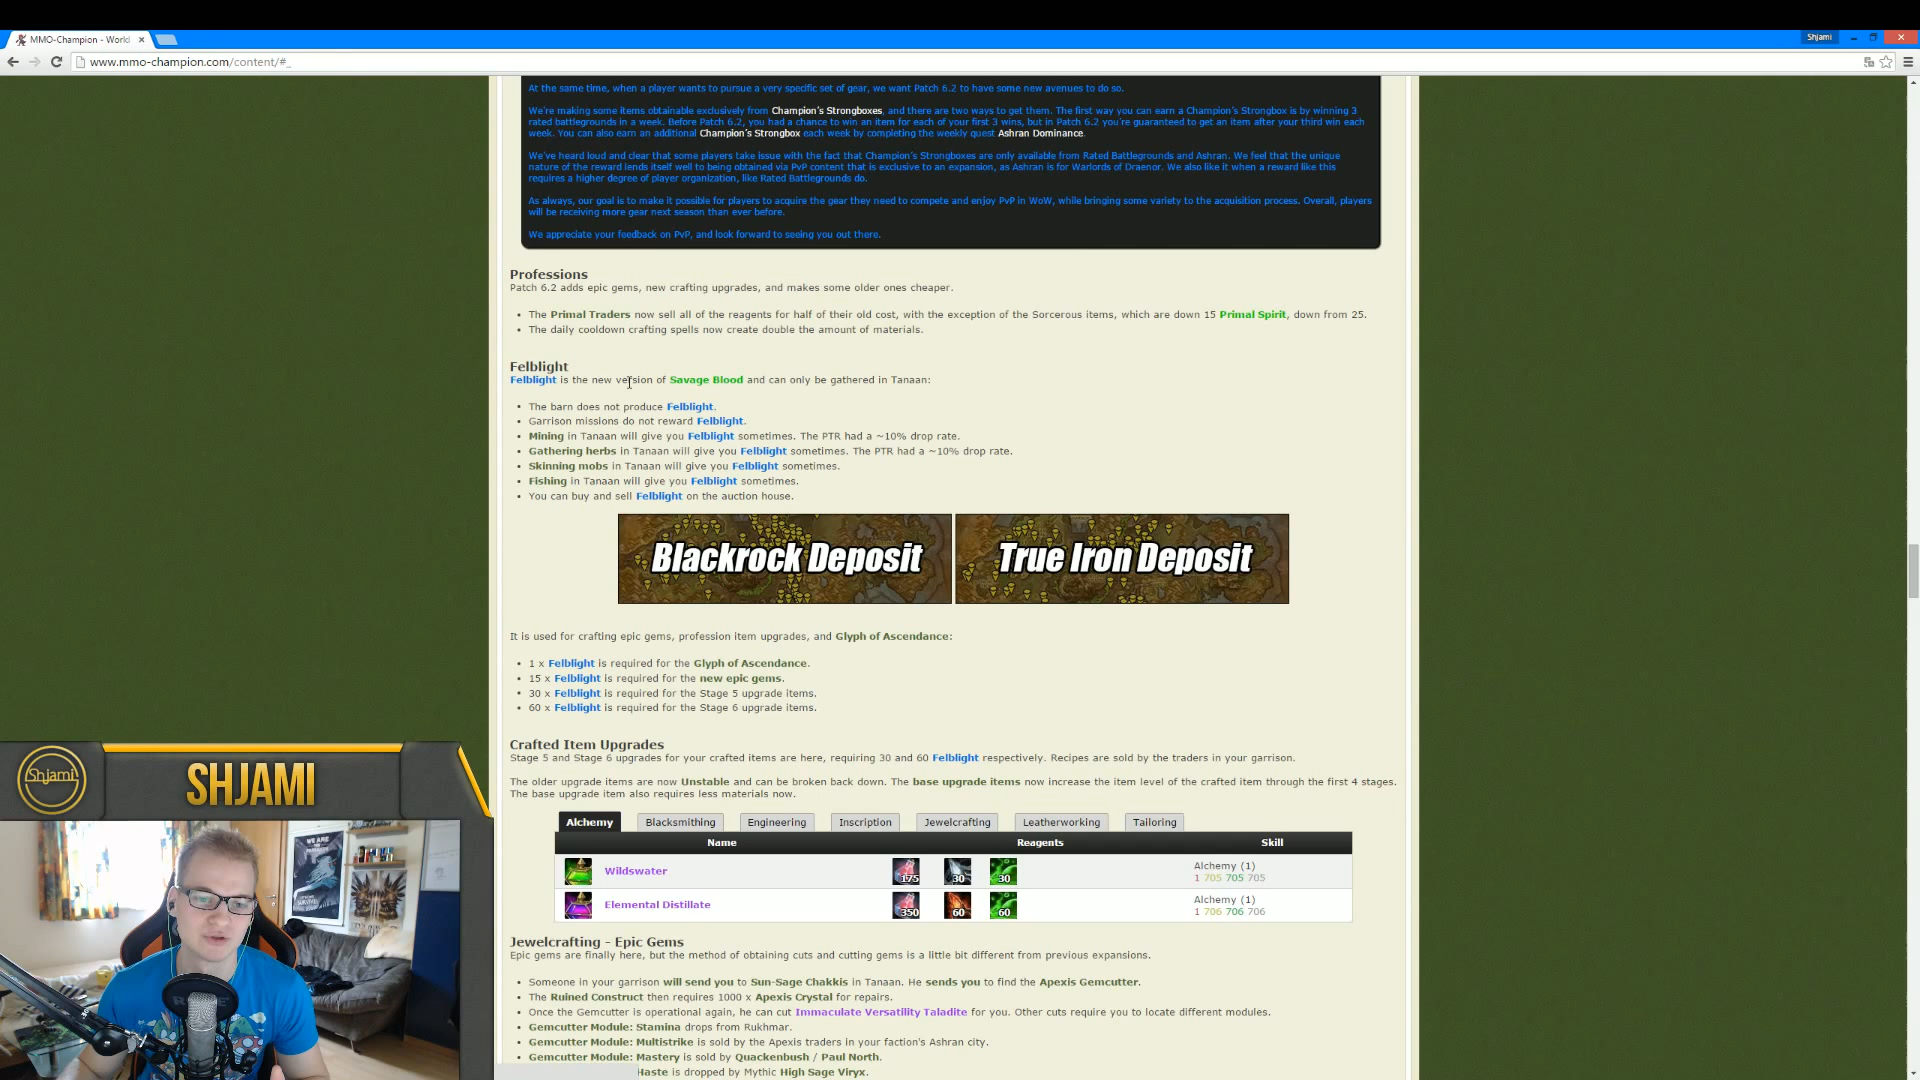 MMO-Champion - World
Shjami
www.mmo-champion.com/content/#_
At the same time, when a player wants to pursue a very specific set of gear, we want Patch 6.2 to have some new avenues to do so.
We're making some items obtainable exclusively from Champion's Strongboxes, and there are two ways to get them. The first way you can earn a Champion's Strongbox is by winning 3
rated battlegrounds in a week. Before Patch 6.2, you had a chance to win an item for each of your first 3 wins, but in Patch 6.2 you're guaranteed to get an item after your third win each
week. You can also earn an additional Champion's Strongbox each week by completing the weekly quest Ashran Dominance.
We've heard loud and clear that some players take issue with the fact that Champion's Strongboxes are only available from Rated Battlegrounds and Ashran. We feel that the unique
nature of the reward lends itself well to being obtained via PvP content that is exclusive to an expansion, as Ashran is for Warlords of Draenor. We also like it when a reward like this
requires a higher degree of player organization, like Rated Battlegrounds do.
As always, our goal is to make it possible for players to acquire the gear they need to compete and enjoy PvP in WoW, while bringing some variety to the acquisition process. Overall, players
will be receiving more gear next season than ever before.
We appreciate your feedback on PvP, and look forward to seeing you out there.
Professions
Patch 6.2 adds epic gems, new crafting upgrades, and makes some older ones cheaper.
• The Primal Traders now sell all of the reagents for half of their old cost, with the exception of the Sorcerous items, which are down 15 Primal Spirit, down from 25.
• The daily cooldown crafting spells now create double the amount of materials.
Felblight
Felblight is the new version of Savage Blood and can only be gathered in Tanaan:
• The barn does not produce Felblight.
• Garrison missions do not reward Felblight.
• Mining in Tanaan will give you Felblight sometimes. The PTR had a ~10% drop rate.
• Gathering herbs in Tanaan will give you Felblight sometimes. The PTR had a ~10% drop rate.
• Skinning mobs in Tanaan will give you Felblight sometimes.
• Fishing in Tanaan will give you Felblight sometimes.
• You can buy and sell Felblight on the auction house.
Blackrock Deposit True Iron Deposit
It is used for crafting epic gems, profession item upgrades, and Glyph of Ascendance:
• 1 x Felblight is required for the Glyph of Ascendance.
• 15 x Felblight is required for the new epic gems.
• 30 x Felblight is required for the Stage 5 upgrade items.
• 60 x Felblight is required for the Stage 6 upgrade items.
Crafted Item Upgrades
Stage 5 and Stage 6 upgrades for your crafted items are here, requiring 30 and 60 Felblight respectively. Recipes are sold by the traders in your garrison.
The older upgrade items are now Unstable and can be broken back down. The base upgrade items now increase the item level of the crafted item through the first 4 stages.
The base upgrade item also requires less materials now.
Alchemy Blacksmithing Engineering Inscription Jewelcrafting Leatherworking Tailoring
Name Reagents Skill
Wildswater 175 30 30 Alchemy (1)
1 705 705 705
Elemental Distillate 350 60 60 Alchemy (1)
1 706 706 706
Jewelcrafting - Epic Gems
Epic gems are finally here, but the method of obtaining cuts and cutting gems is a little bit different from previous expansions.
• Someone in your garrison will send you to Sun-Sage Chakkis in Tanaan. He sends you to find the Apexis Gemcutter.
• The Ruined Construct then requires 1000 x Apexis Crystal for repairs.
• Once the Gemcutter is operational again, he can cut Immaculate Versatility Taladite for you. Other cuts require you to locate different modules.
• Gemcutter Module: Stamina drops from Rukhmar.
• Gemcutter Module: Multistrike is sold by the Apexis traders in your faction's Ashran city.
• Gemcutter Module: Mastery is sold by Quackenbush / Paul North.
Haste is dropped by Mythic High Sage Viryx.
Shjami
SHJAMI
WE ARE